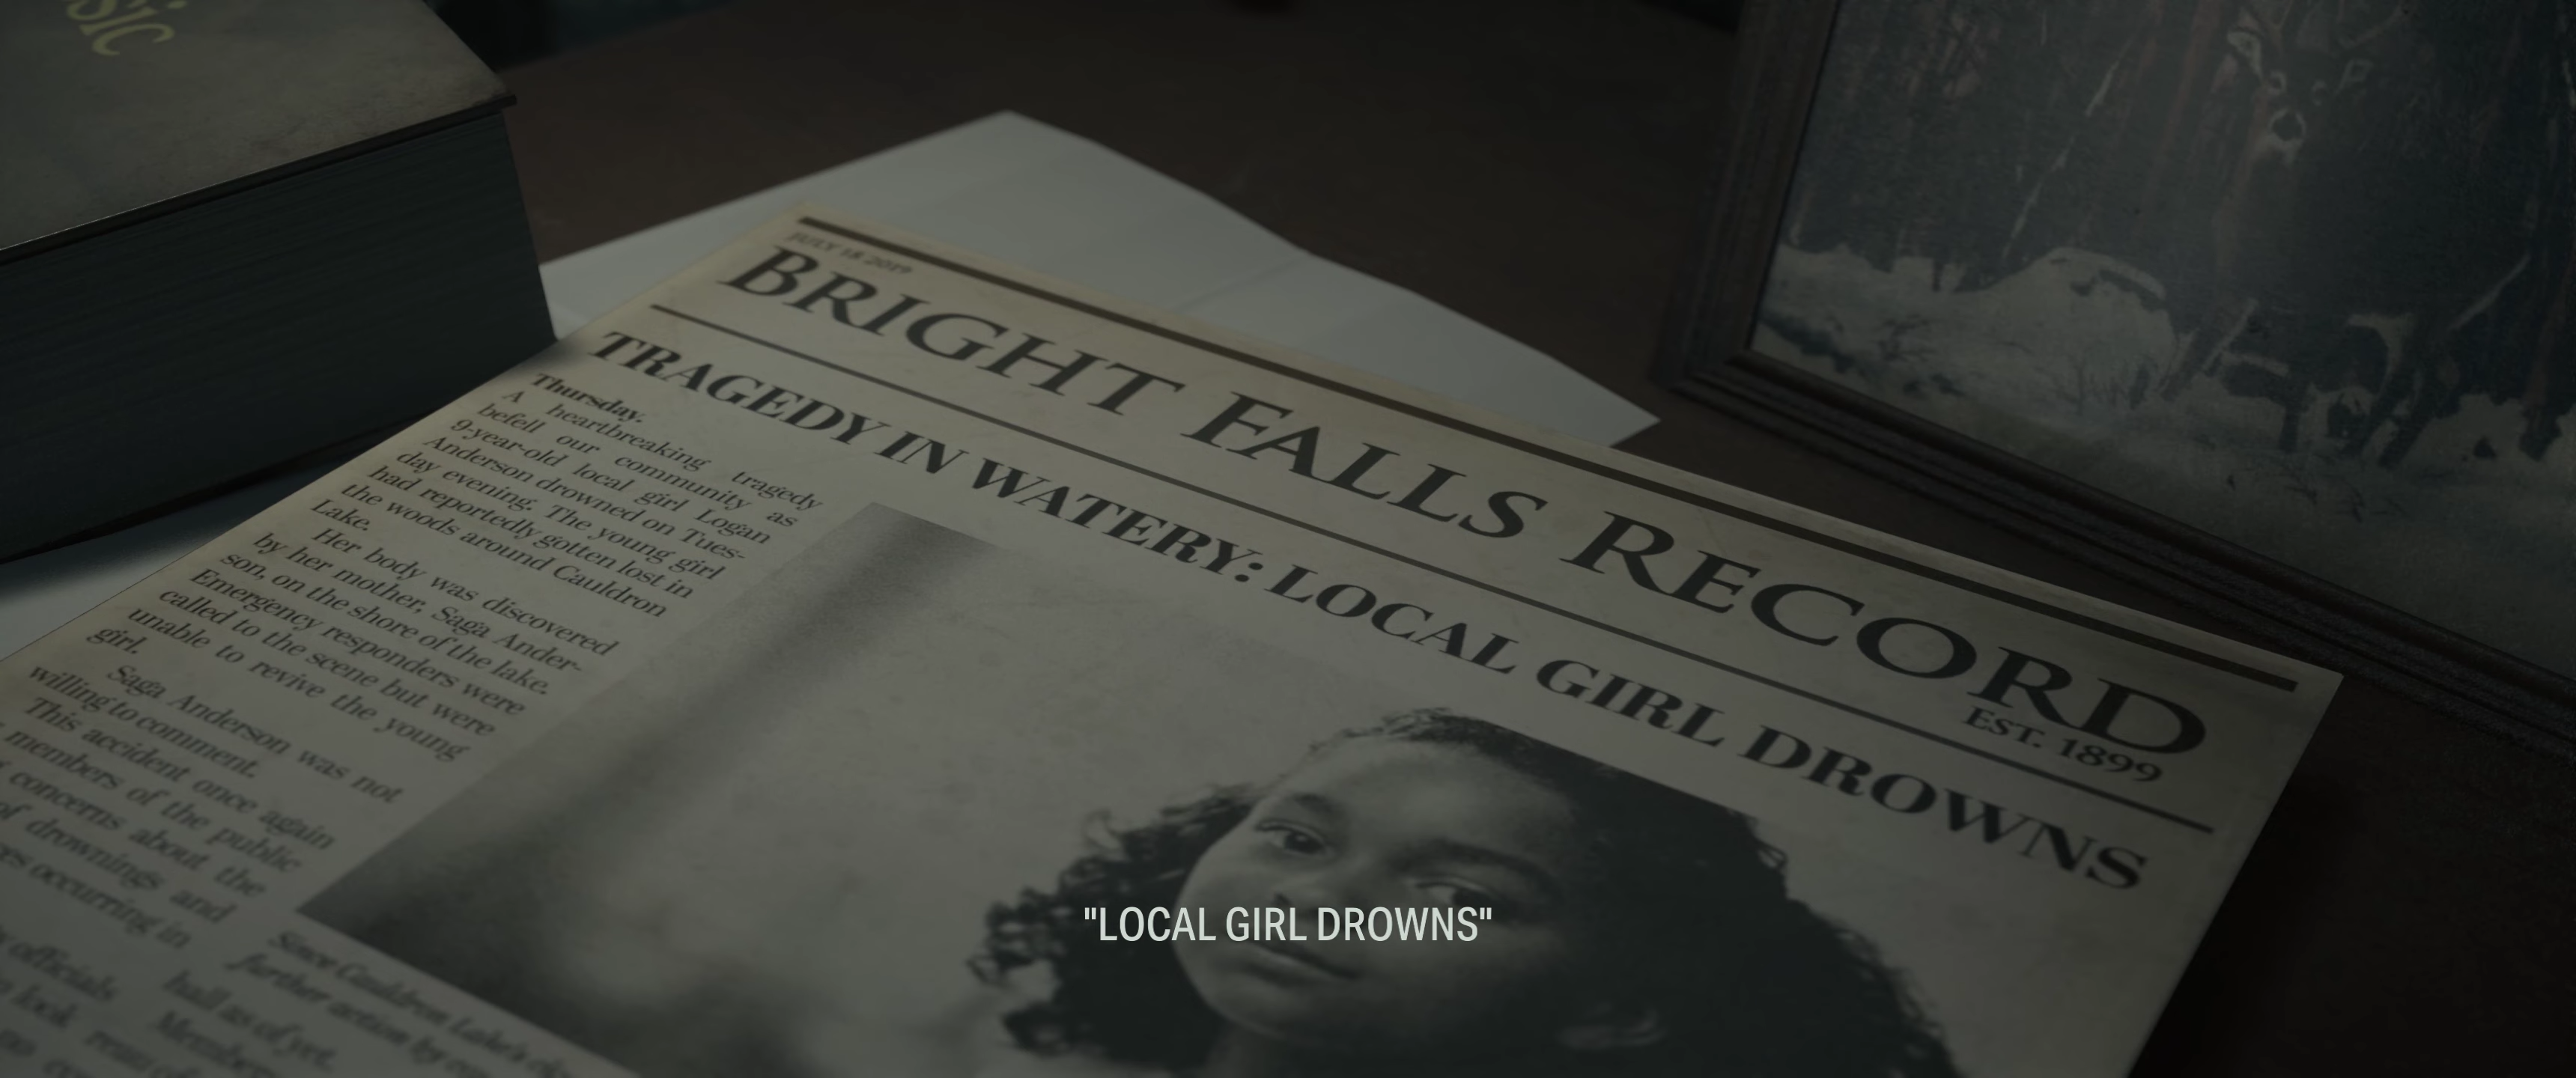 sic
JULY 18 2019
BRIGHT FALLS RECORD
EST. 1899
TRAGEDY IN WATERY: LOCAL GIRL DROWNS
Thursday.
A heartbreaking tragedy
befell our community as
9-year-old local girl Logan
Anderson drowned on Tues-
day evening. The young girl
had reportedly gotten lost in
the woods around Cauldron
Lake.
Her body was discovered
by her mother, Saga Ander-
son, on the shore of the lake.
Emergency responders were
called to the scene but were
unable to revive the young
girl.
Saga Anderson was not
willing to comment.
This accident once again
members of the public
concerns about the
of drownings and
occurring in
officials
look
Since Cauldron Lake's
further action by
hall as of yet.
"LOCAL GIRL DROWNS"